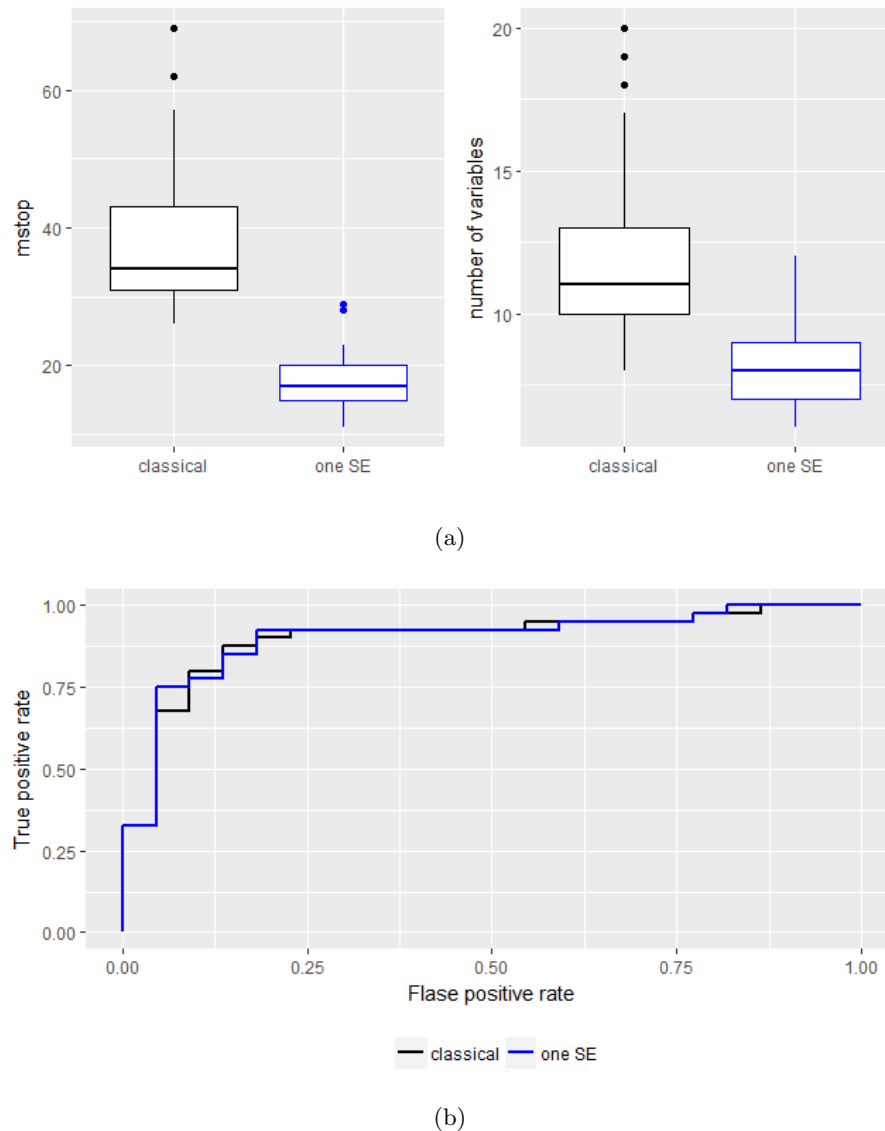 mstop
60
40
20
classical
one SE
number of variables
20
15
10
classical
one SE
(a)
True positive rate
1.00
0.75
0.50
0.25
0.00
0.00
0.25
0.50
0.75
1.00
Flase positive rate
classical
one SE
(b)